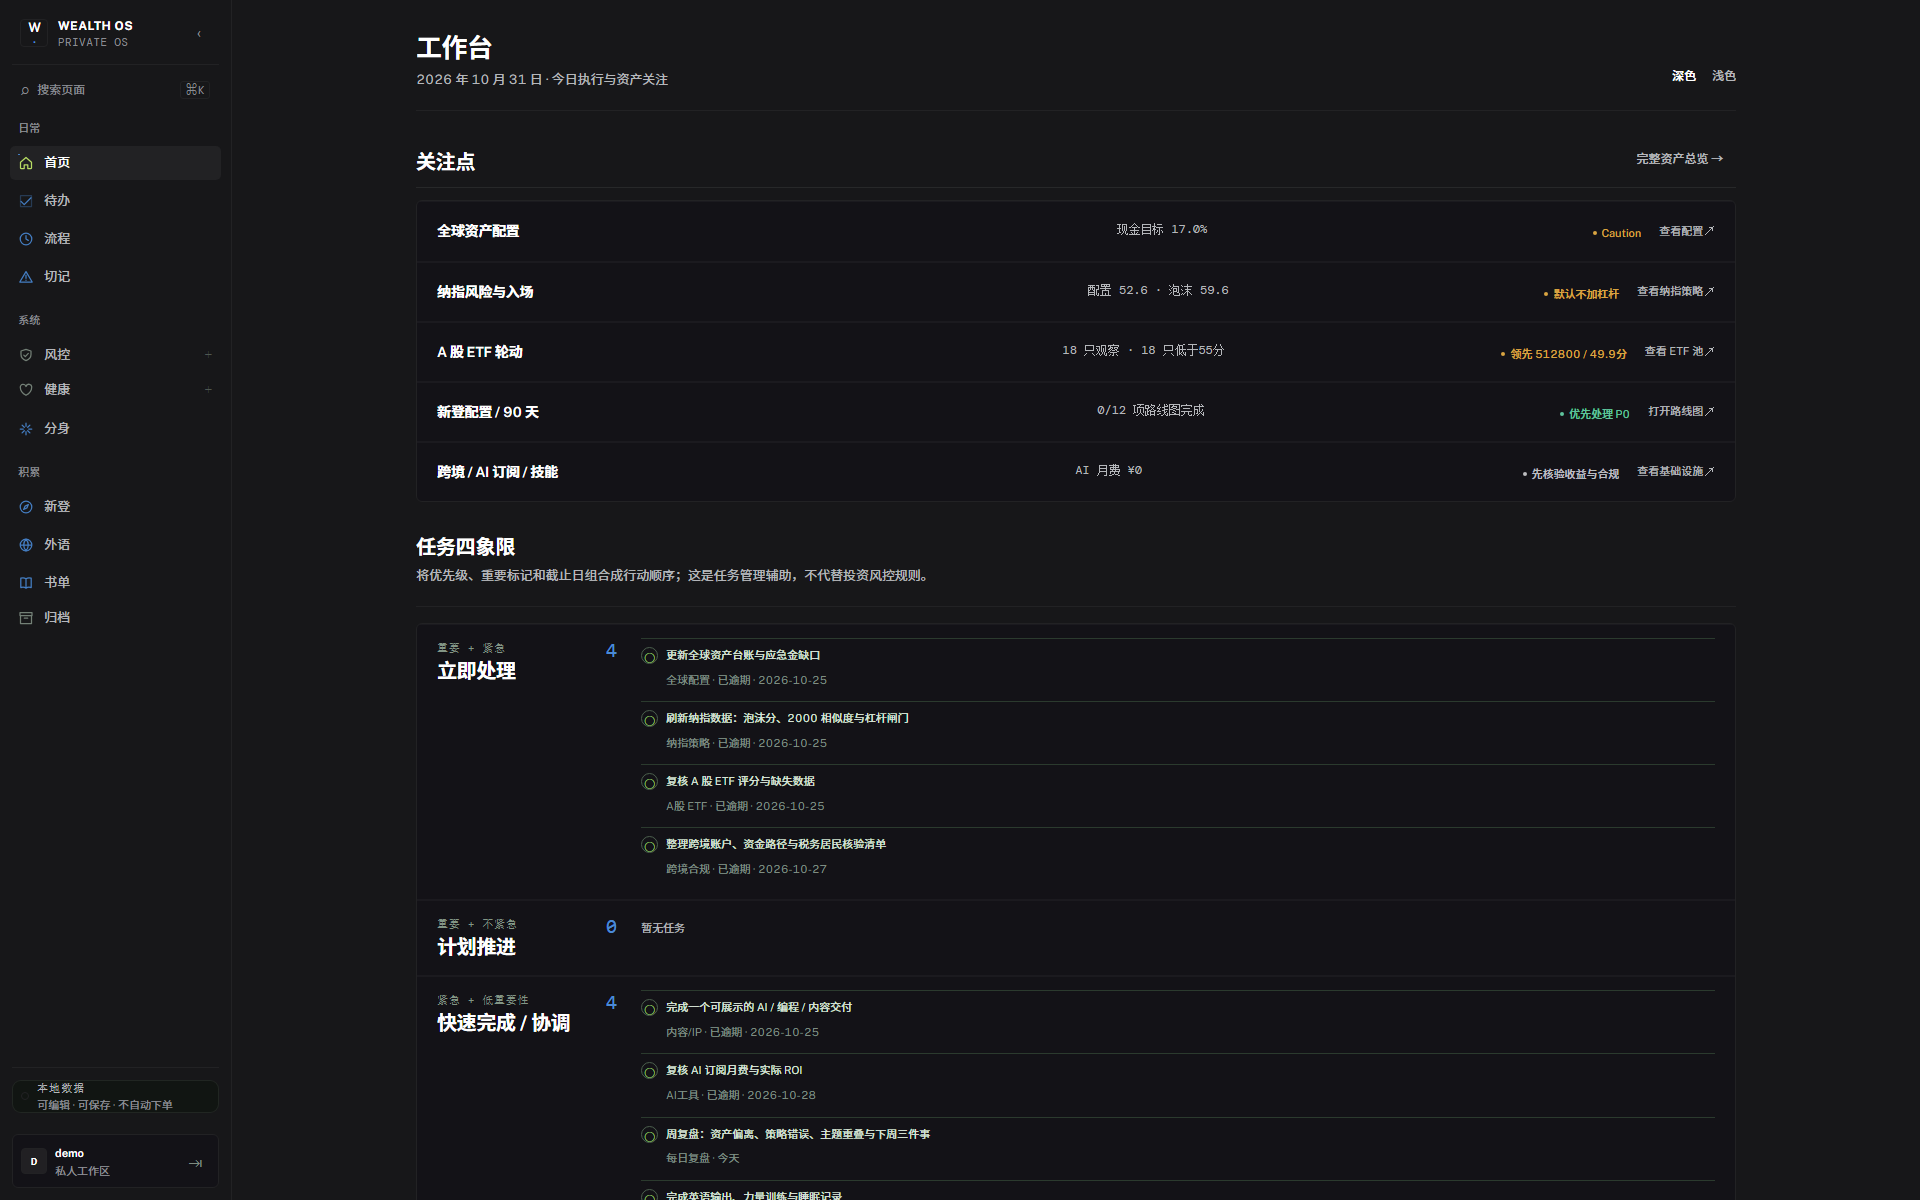 W
WEALTH OS
PRIVATE OS
搜索页面
⌘K
日常
首页
待办
流程
切记
系统
风控
健康
分身
积累
新登
外语
书单
归档
本地数据
可编辑 · 可保存 · 不自动下单
D
demo
私人工作区
工作台
2026 年 10 月 31 日 · 今日执行与资产关注
深色 浅色
关注点
完整资产总览 →
全球资产配置
现金目标 17.0%
• Caution
查看配置↗
纳指风险与入场
配置 52.6 · 泡沫 59.6
• 默认不加杠杆
查看纳指策略↗
A 股 ETF 轮动
18 只观察 · 18 只低于55分
• 领先 512800 / 49.9分
查看 ETF 池↗
新登配置 / 90 天
0/12 项路线图完成
• 优先处理 P0
打开路线图↗
跨境 / AI 订阅 / 技能
AI 月费 ¥0
• 先核验收益与合规
查看基础设施↗
任务四象限
将优先级、重要标记和截止日组合成行动顺序；这是任务管理辅助，不代替投资风控规则。
重要 + 紧急
立即处理
4
更新全球资产台账与应急金缺口
全球配置 · 已逾期 · 2026-10-25
刷新纳指数据：泡沫分、2000 相似度与杠杆闸门
纳指策略 · 已逾期 · 2026-10-25
复核 A 股 ETF 评分与缺失数据
A股 ETF · 已逾期 · 2026-10-25
整理跨境账户、资金路径与税务居民核验清单
跨境合规 · 已逾期 · 2026-10-27
重要 + 不紧急
计划推进
0
暂无任务
紧急 + 低重要性
快速完成 / 协调
4
完成一个可展示的 AI / 编程 / 内容交付
内容/IP · 已逾期 · 2026-10-25
复核 AI 订阅月费与实际 ROI
AI工具 · 已逾期 · 2026-10-28
周复盘：资产偏离、策略错误、主题重叠与下周三件事
每日复盘 · 今天
完成英语输出、力量训练与睡眠记录